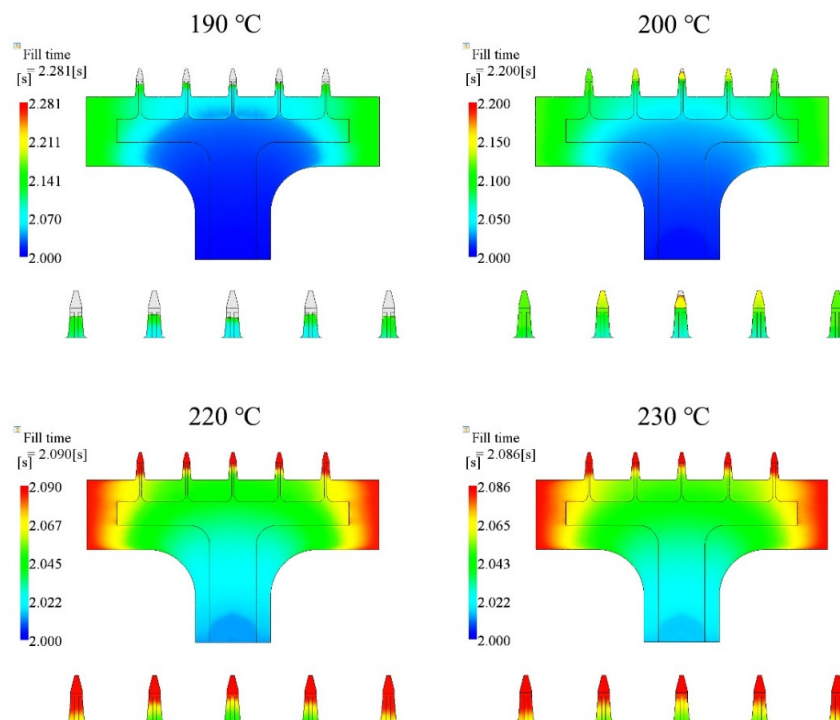 190 ℃
Fill time
= 2.281[s]
[s]
2.281
2.211
2.141
2.070
2.000
200 ℃
Fill time
= 2.200[s]
[s]
2.200
2.150
2.100
2.050
2.000
220 ℃
Fill time
= 2.090[s]
[s]
2.090
2.067
2.045
2.022
2.000
230 ℃
Fill time
= 2.086[s]
[s]
2.086
2.065
2.043
2.022
2.000